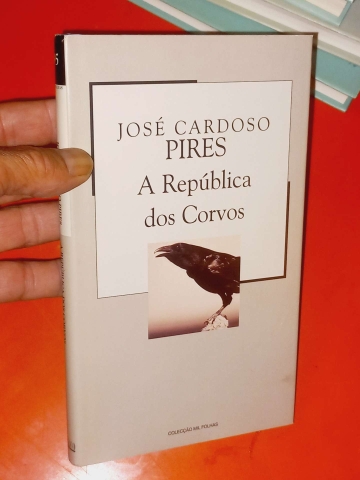 JOSÉ CARDOSO
PIRES
A República
dos Corvos
COLECÇÃO MIL FOLHAS